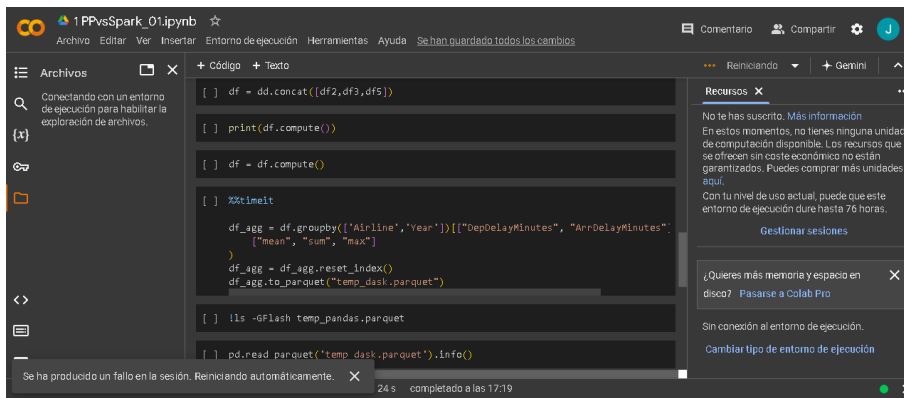 1 PPvsSpark_01.ipynb
Comentario Compartir J
Archivo Editar Ver Insertar Entorno de ejecución Herramientas Ayuda Se han guardado todos los cambios
Archivos
+ Código + Texto
Reiniciando Gemini
Conectando con un entorno
de ejecución para habilitar la
exploración de archivos.
{x}
<>
[ ] df = dd.concat([df2,df3,df5])
[ ] print(df.compute())
[ ] df = df.compute()
[ ] %%timeit
df_agg = df.groupby(['Airline','Year'])[["DepDelayMinutes", "ArrDelayMinutes"]
["mean", "sum", "max"]
)
df_agg = df_agg.reset_index()
df_agg.to_parquet("temp_dask.parquet")
[ ] !ls -GFlash temp_pandas.parquet
[ ] pd.read_parquet('temp_dask.parquet').info()
Recursos
No te has suscrito. Más información
En estos momentos, no tienes ninguna unidad
de computación disponible. Los recursos que
se ofrecen sin coste económico no están
garantizados. Puedes comprar más unidades
aquí.
Con tu nivel de uso actual, puede que este
entorno de ejecución dure hasta 76 horas.
Gestionar sesiones
¿Quieres más memoria y espacio en
disco? Pasarse a Colab Pro
Sin conexión al entorno de ejecución.
Cambiar tipo de entorno de ejecución
Se ha producido un fallo en la sesión. Reiniciando automáticamente.
24 s completado a las 17:19